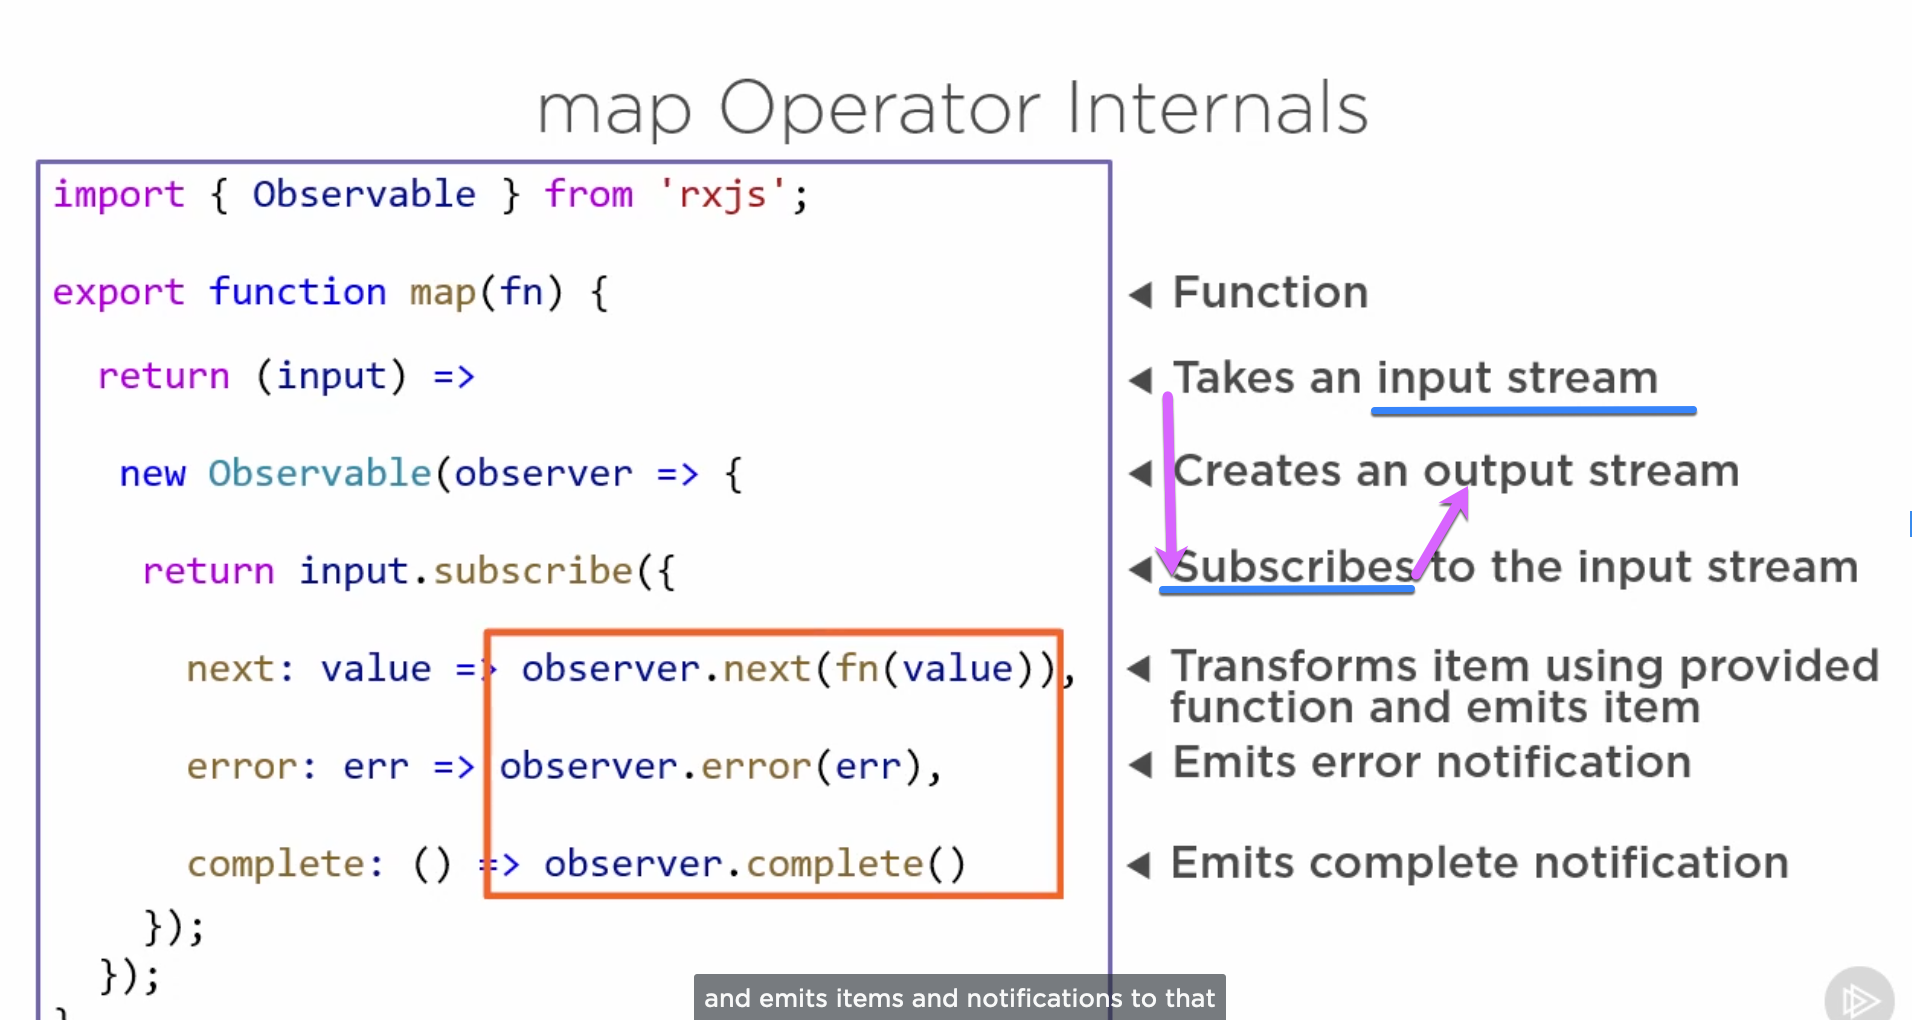 map Operator Internals
import { Observable } from 'rxjs';
export function map(fn) {
return (input) =>
new Observable(observer => {
return input.subscribe({
next: value => observer.next(fn(value)),
error: err => observer.error(err),
complete: () => observer.complete()
});
});
}
◀ Function
◀ Takes an input stream
◀ Creates an output stream
◀ Subscribes to the input stream
◀ Transforms item using provided
function and emits item
◀ Emits error notification
◀ Emits complete notification
and emits items and notifications to that